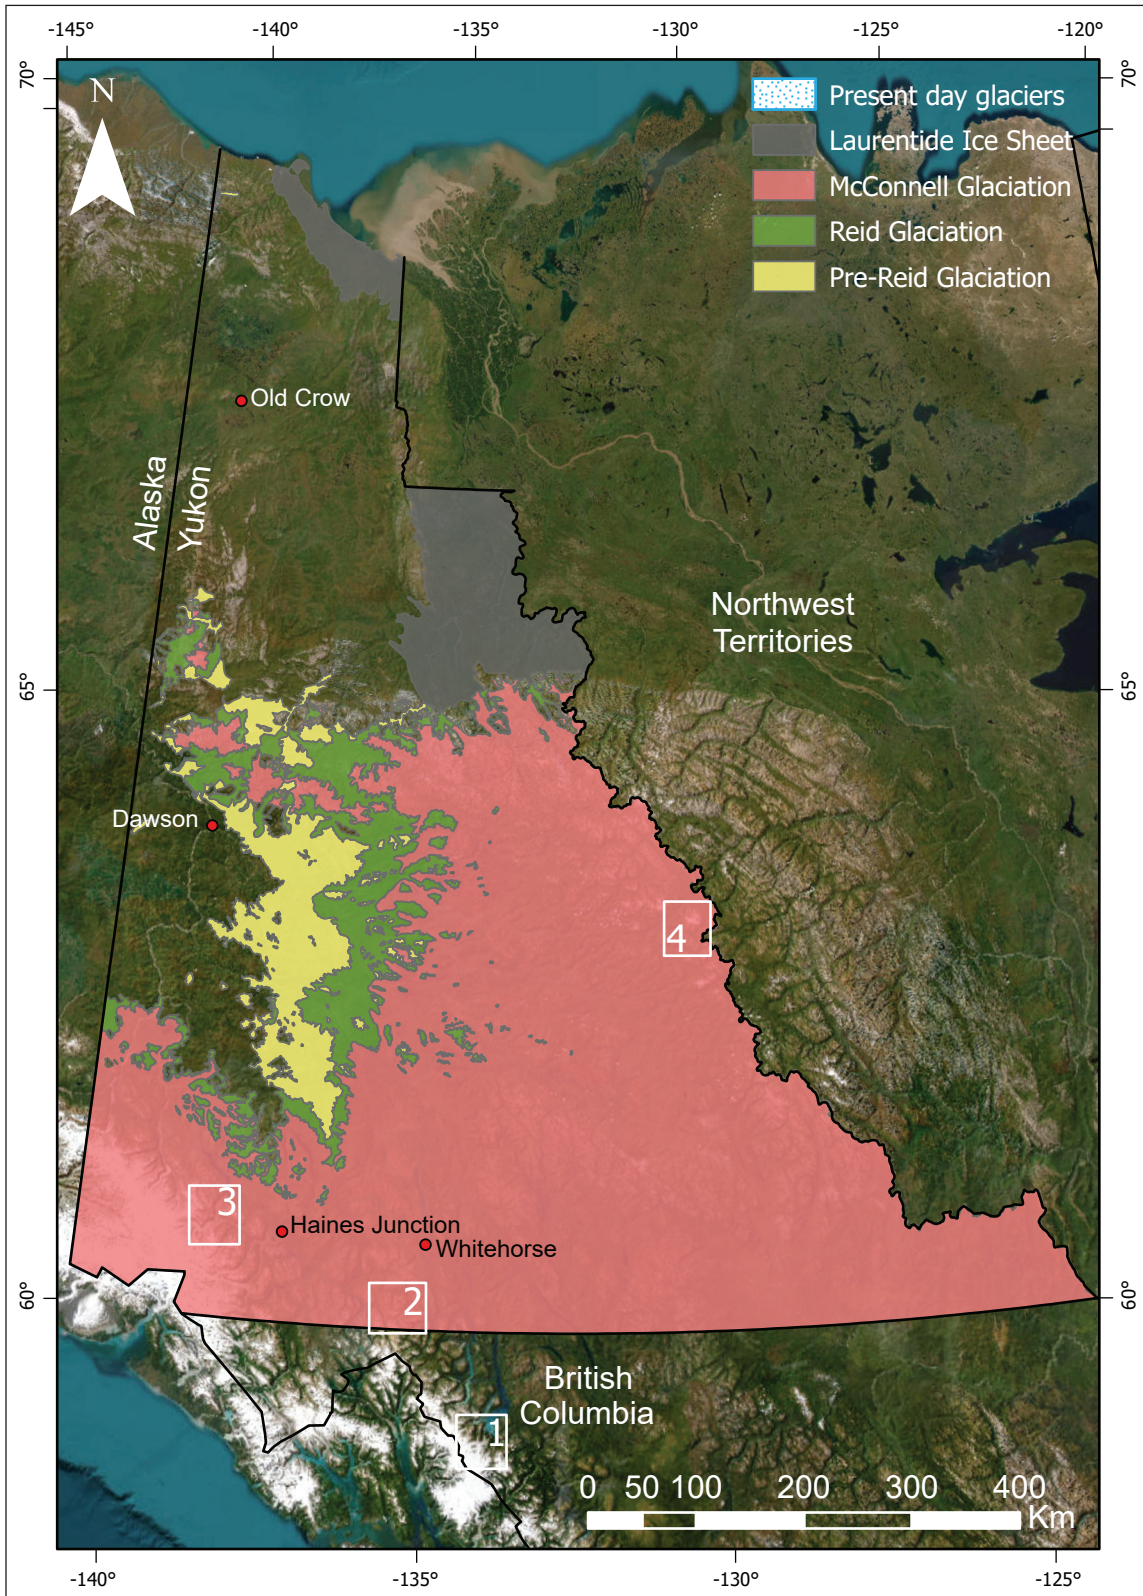 -145° -140° -135° -130° -125° -120°
70° 70°
N
Present day glaciers
Laurentide Ice Sheet
McConnell Glaciation
Reid Glaciation
Pre-Reid Glaciation
Old Crow
Alaska
Yukon
Northwest
Territories
65° 65°
Dawson
4
3
Haines Junction
Whitehorse
60° 60°
2
British
Columbia
1
0 50 100 200 300 400
Km
-140° -135° -130° -125°